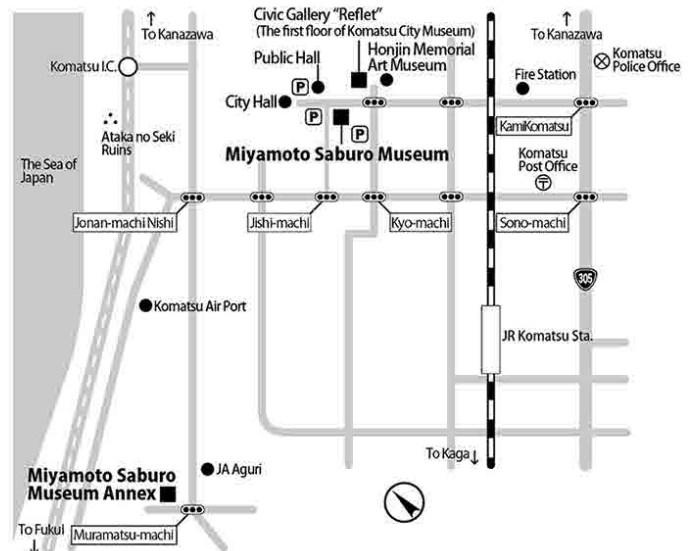 Civic Gallery "Reflet"
(The first floor of Komatsu City Museum)
To Kanazawa
Komatsu I.C.
Public Hall
P
Honjin Memorial
Art Museum
To Kanazawa
Komatsu
Police Office
Fire Station
City Hall
P
P
KamiKomatsu
Ataka no Seki
Ruins
Miyamoto Saburo Museum
The Sea of
Japan
Komatsu
Post Office
〒
Jonan-machi Nishi
Jishi-machi
Kyo-machi
Sono-machi
305
Komatsu Air Port
JR Komatsu Sta.
To Kaga
Miyamoto Saburo
Museum Annex
JA Aguri
To Fukui
Muramatsu-machi